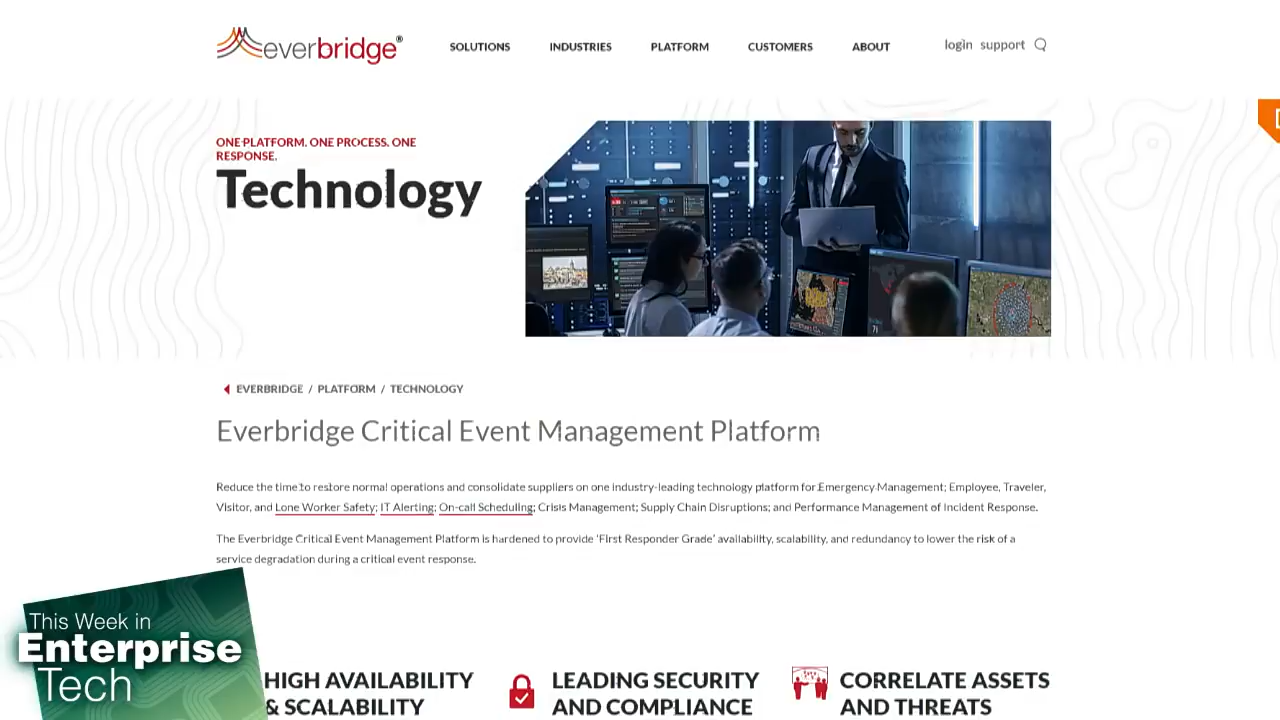 everbridge®
SOLUTIONS INDUSTRIES PLATFORM CUSTOMERS ABOUT login support
ONE PLATFORM. ONE PROCESS. ONE
RESPONSE.
Technology
EVERBRIDGE / PLATFORM / TECHNOLOGY
Everbridge Critical Event Management Platform
Reduce the time to restore normal operations and consolidate suppliers on one industry-leading technology platform for Emergency Management; Employee, Traveler,
Visitor, and Lone Worker Safety; IT Alerting; On-call Scheduling; Crisis Management; Supply Chain Disruptions; and Performance Management of Incident Response.
The Everbridge Critical Event Management Platform is hardened to provide ‘First Responder Grade’ availability, scalability, and redundancy to lower the risk of a
service degradation during a critical event response.
HIGH AVAILABILITY
& SCALABILITY
LEADING SECURITY
AND COMPLIANCE
CORRELATE ASSETS
AND THREATS
This Week in
Enterprise
Tech